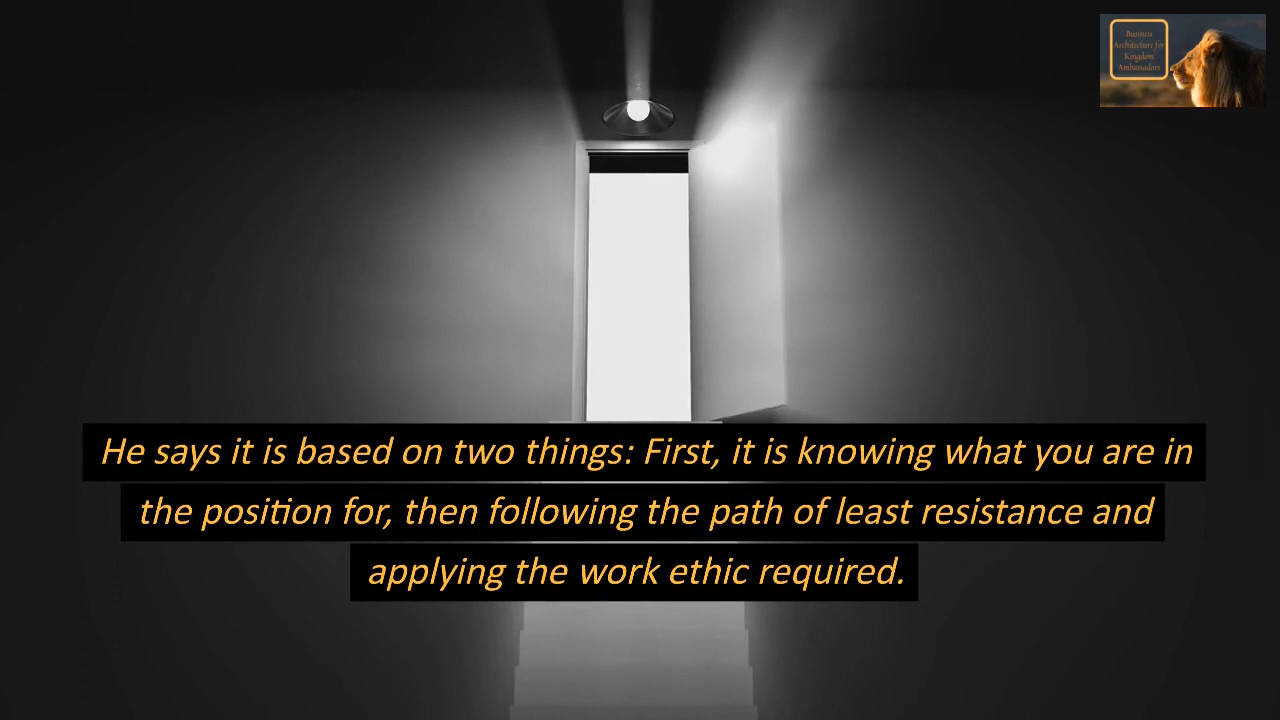 Business
Architecture for
Kingdom
Ambassadors
He says it is based on two things: First, it is knowing what you are in
the position for, then following the path of least resistance and
applying the work ethic required.